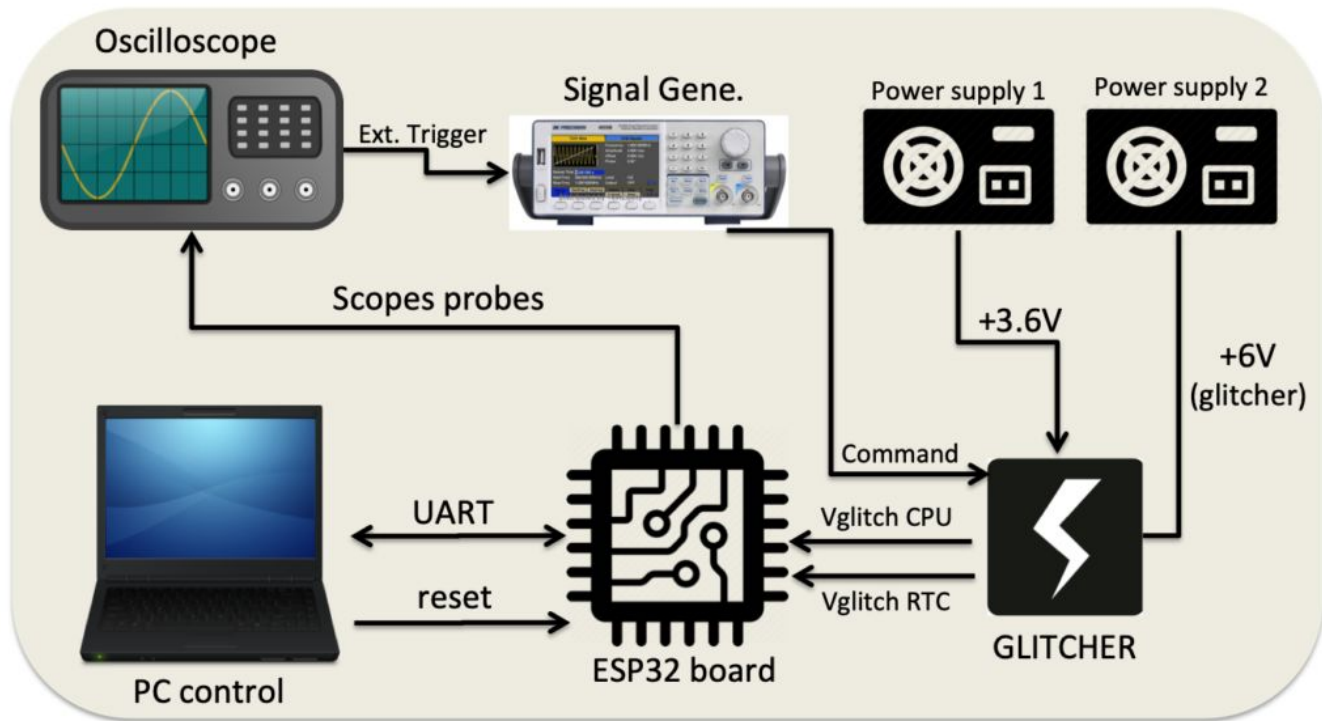 Oscilloscope
Signal Gene.
Power supply 1
Power supply 2
Ext. Trigger
Scopes probes
+3.6V
+6V
(glitcher)
Command
UART
Vglitch CPU
reset
Vglitch RTC
PC control
ESP32 board
GLITCHER